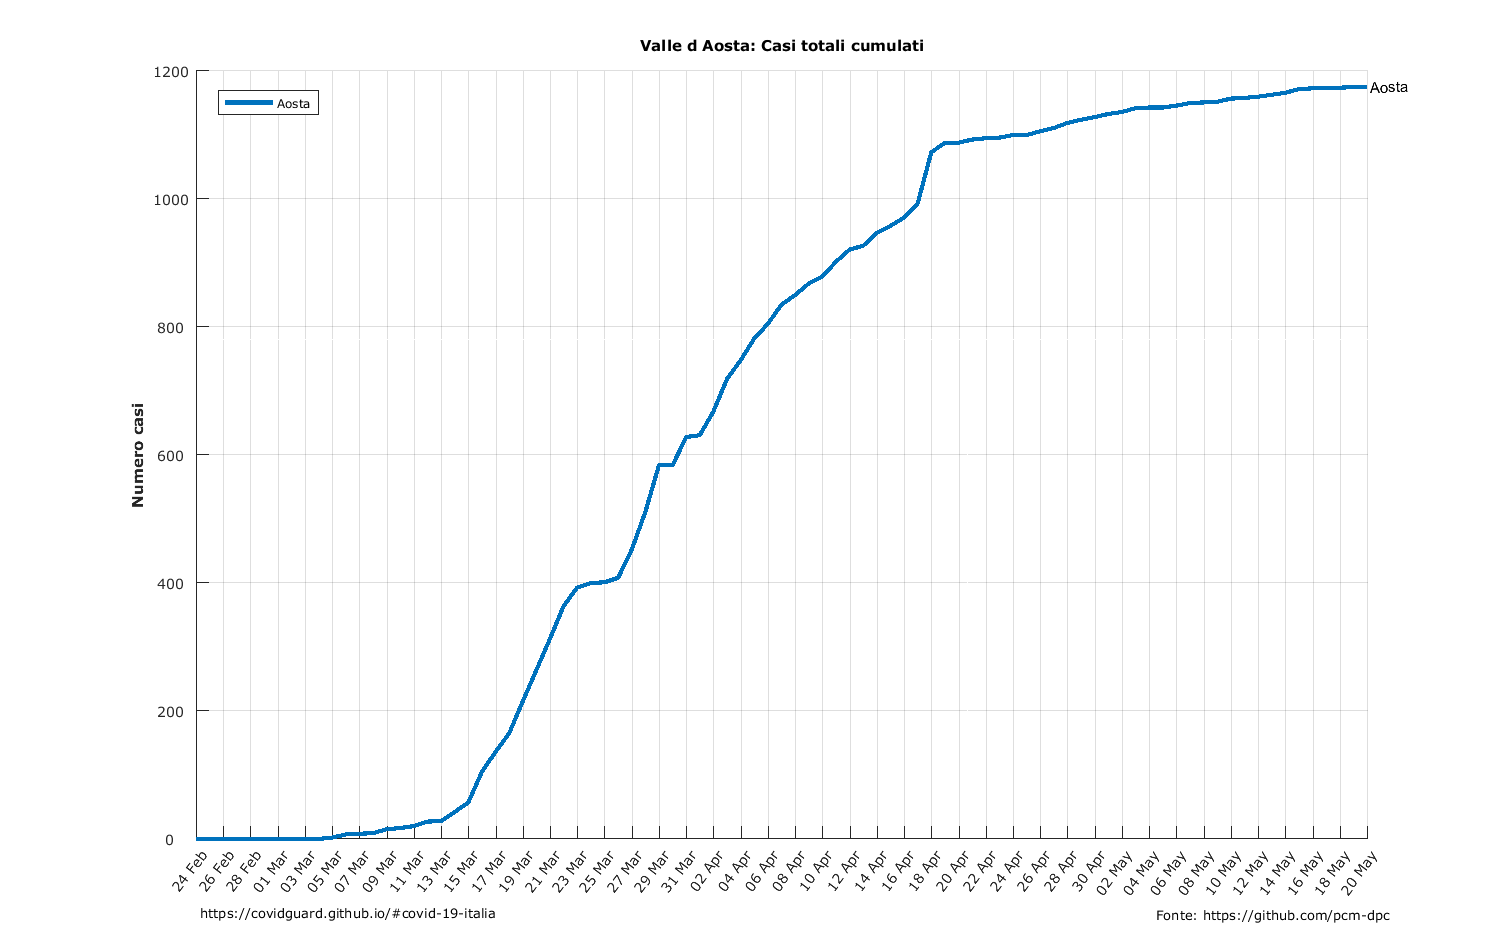 Valle d Aosta: Casi totali cumulati
Aosta
Aosta
Numero casi
1200
1000
800
600
400
200
0
24 Feb
26 Feb
28 Feb
01 Mar
03 Mar
05 Mar
07 Mar
09 Mar
11 Mar
13 Mar
15 Mar
17 Mar
19 Mar
21 Mar
23 Mar
25 Mar
27 Mar
29 Mar
31 Mar
02 Apr
04 Apr
06 Apr
08 Apr
10 Apr
12 Apr
14 Apr
16 Apr
18 Apr
20 Apr
22 Apr
24 Apr
26 Apr
28 Apr
30 Apr
02 May
04 May
06 May
08 May
10 May
12 May
14 May
16 May
18 May
20 May
https://covidguard.github.io/#covid-19-italia
Fonte: https://github.com/pcm-dpc